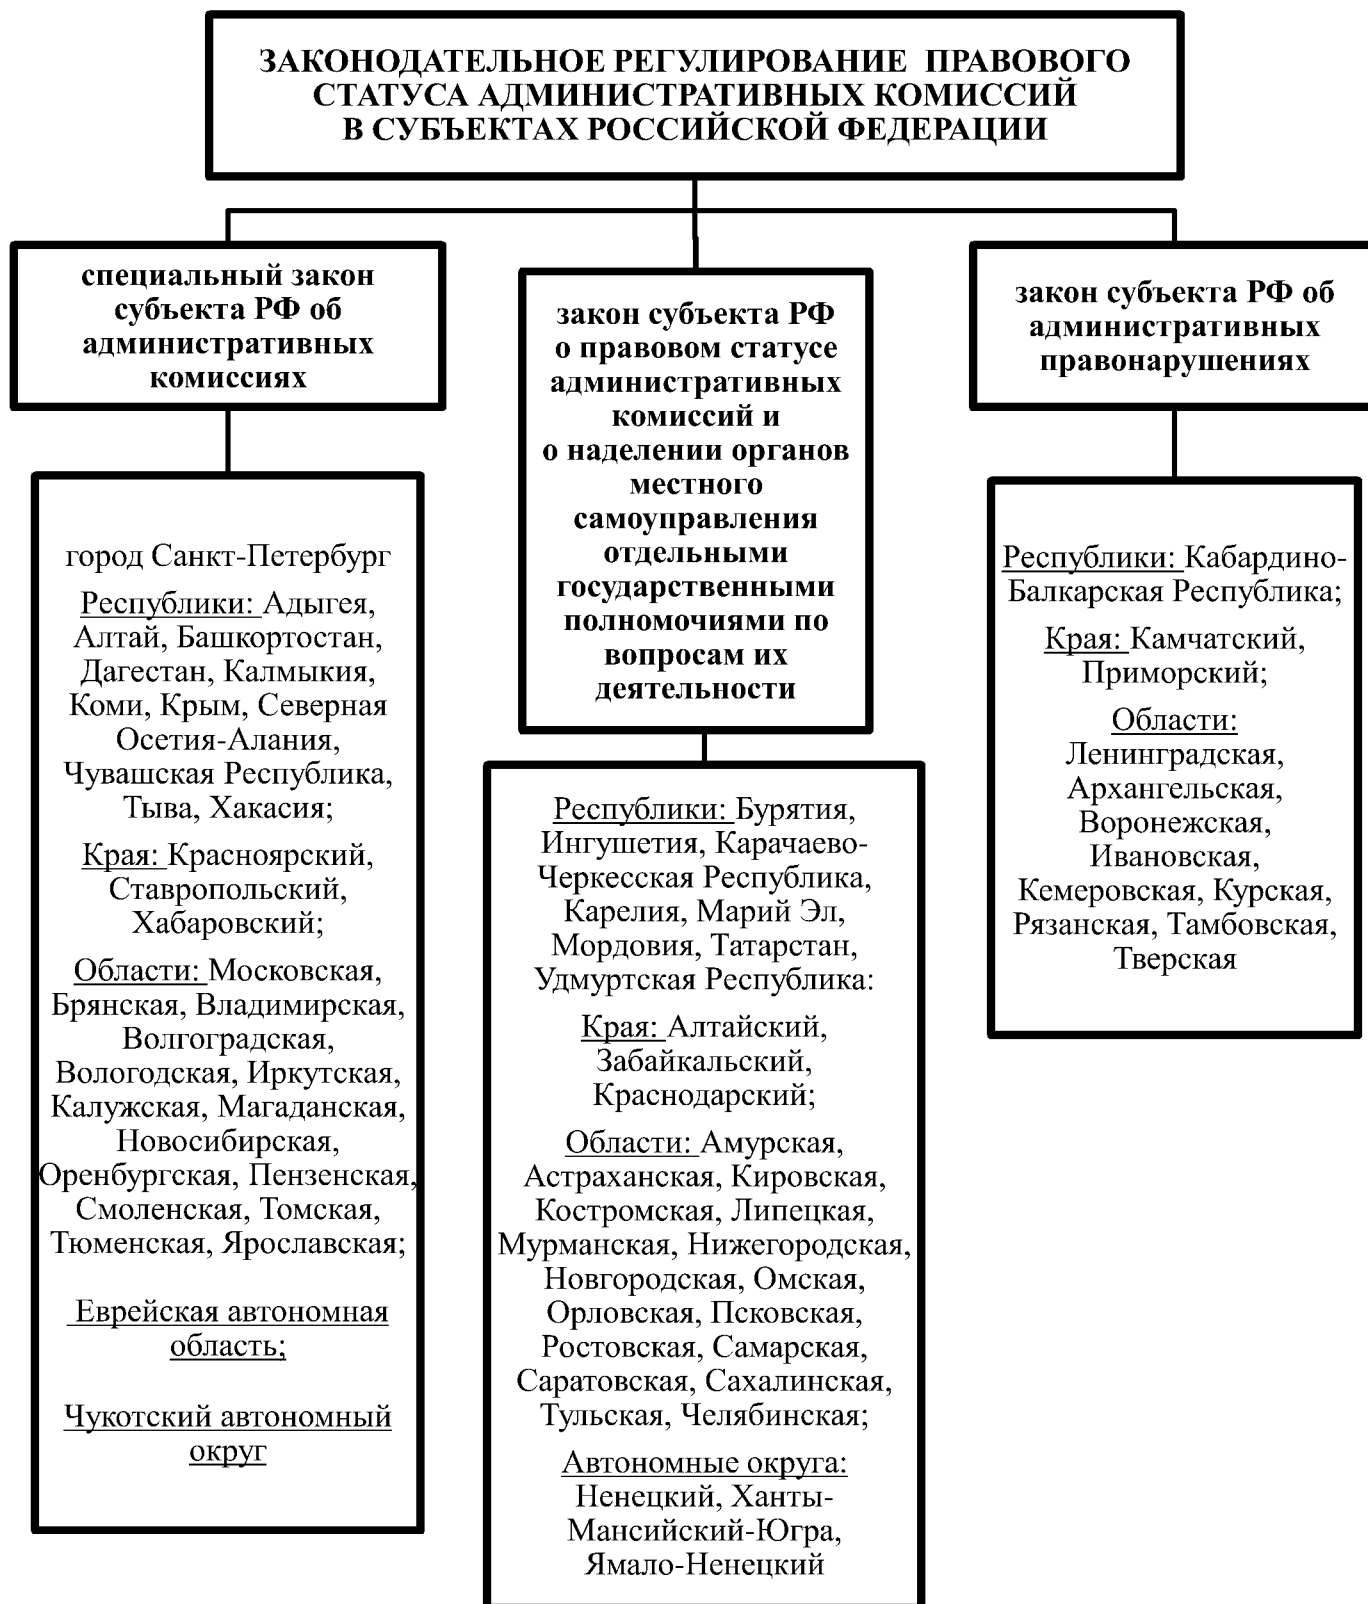 ЗАКОНОДАТЕЛЬНОЕ РЕГУЛИРОВАНИЕ ПРАВОВОГО
СТАТУСА АДМИНИСТРАТИВНЫХ КОМИССИЙ
В СУБЪЕКТАХ РОССИЙСКОЙ ФЕДЕРАЦИИ
специальный закон
субъекта РФ об
административных
комиссиях
город Санкт-Петербург
Республики: Адыгея,
Алтай, Башкортостан,
Дагестан, Калмыкия,
Коми, Крым, Северная
Осетия-Алания,
Чувашская Республика,
Тыва, Хакасия;
Края: Красноярский,
Ставропольский,
Хабаровский;
Области: Московская,
Брянская, Владимирская,
Волгоградская,
Вологодская, Иркутская,
Калужская, Магаданская,
Новосибирская,
Оренбургская, Пензенская,
Смоленская, Томская,
Тюменская, Ярославская;
Еврейская автономная
область;
Чукотский автономный
округ
закон субъекта РФ
о правовом статусе
административных
комиссий и
о наделении органов
местного
самоуправления
отдельными
государственными
полномочиями по
вопросам их
деятельности
Республики: Бурятия,
Ингушетия, Карачаево-
Черкесская Республика,
Карелия, Марий Эл,
Мордовия, Татарстан,
Удмуртская Республика:
Края: Алтайский,
Забайкальский,
Краснодарский;
Области: Амурская,
Астраханская, Кировская,
Костромская, Липецкая,
Мурманская, Нижегородская,
Новгородская, Омская,
Орловская, Псковская,
Ростовская, Самарская,
Саратовская, Сахалинская,
Тульская, Челябинская;
Автономные округа:
Ненецкий, Ханты-
Мансийский-Югра,
Ямало-Ненецкий
закон субъекта РФ об
административных
правонарушениях
Республики: Кабардино-
Балкарская Республика;
Края: Камчатский,
Приморский;
Области:
Ленинградская,
Архангельская,
Воронежская,
Ивановская,
Кемеровская, Курская,
Рязанская, Тамбовская,
Тверская